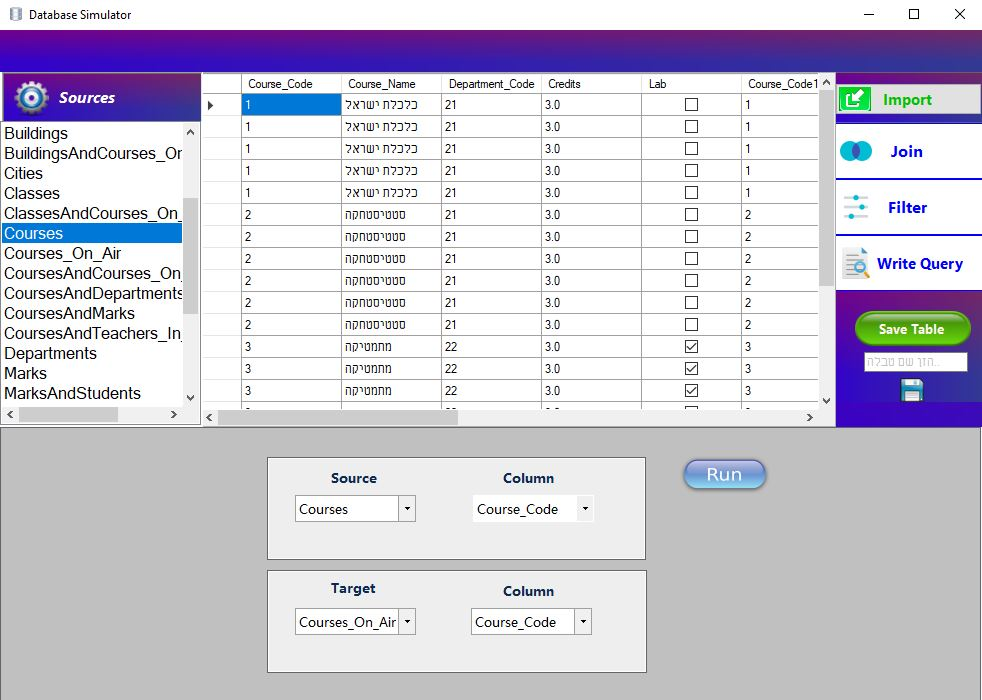 Database Simulator
Sources
Buildings
BuildingsAndCourses_On
Cities
Classes
ClassesAndCourses_On_
Courses
Courses_On_Air
CoursesAndCourses_On
CoursesAndDepartments
CoursesAndMarks
CoursesAndTeachers_In
Departments
Marks
MarksAndStudents
Course_Code Course_Name Department_Code Credits Lab Course_Code1
1 כלכלת ישראל 21 3.0 1
1 כלכלת ישראל 21 3.0 1
1 כלכלת ישראל 21 3.0 1
1 כלכלת ישראל 21 3.0 1
1 כלכלת ישראל 21 3.0 1
2 סטטיסטחקה 21 3.0 2
2 סטטיסטחקה 21 3.0 2
2 סטטיסטחקה 21 3.0 2
2 סטטיסטחקה 21 3.0 2
2 סטטיסטחקה 21 3.0 2
2 סטטיסטחקה 21 3.0 2
3 מתמטיקה 22 3.0 3
3 מתמטיקה 22 3.0 3
3 מתמטיקה 22 3.0 3
Import
Join
Filter
Write Query
Save Table
הזן שם טבלה..
Source Column
Courses Course_Code
Run
Target Column
Courses_On_Air Course_Code